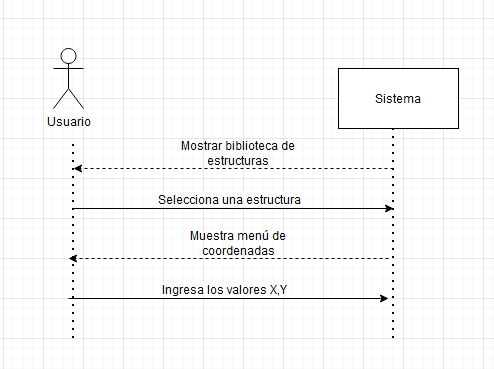 Usuario
Sistema
Mostrar biblioteca de
estructuras
Selecciona una estructura
Muestra menú de
coordenadas
Ingresa los valores X,Y